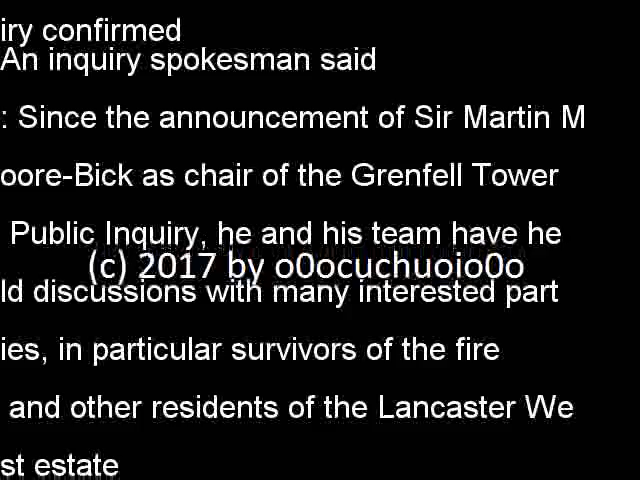 iry confirmed
An inquiry spokesman said
: Since the announcement of Sir Martin M
oore-Bick as chair of the Grenfell Tower
Public Inquiry, he and his team have he
(c) 2017 by o0ocuchuoio0o
ld discussions with many interested part
ies, in particular survivors of the fire
and other residents of the Lancaster We
st estate